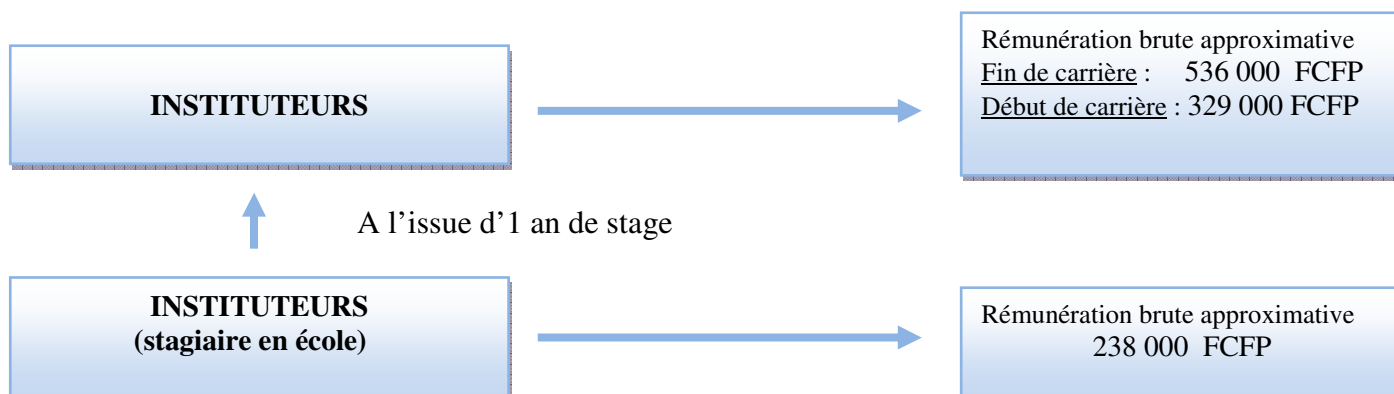 INSTITUTEURS
Rémunération brute approximative
Fin de carrière : 536 000 FCFP
Début de carrière : 329 000 FCFP
A l’issue d’1 an de stage
INSTITUTEURS
(stagiaire en école)
Rémunération brute approximative
238 000 FCFP